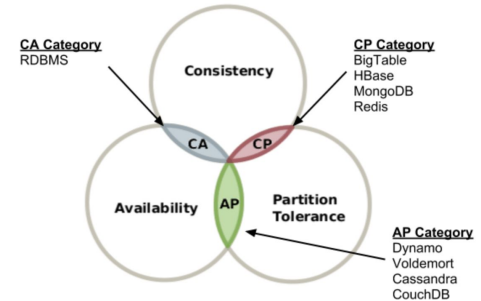 CA Category
RDBMS
CP Category
BigTable
HBase
MongoDB
Redis
Consistency
CA
CP
Availability
AP
Partition
Tolerance
AP Category
Dynamo
Voldemort
Cassandra
CouchDB